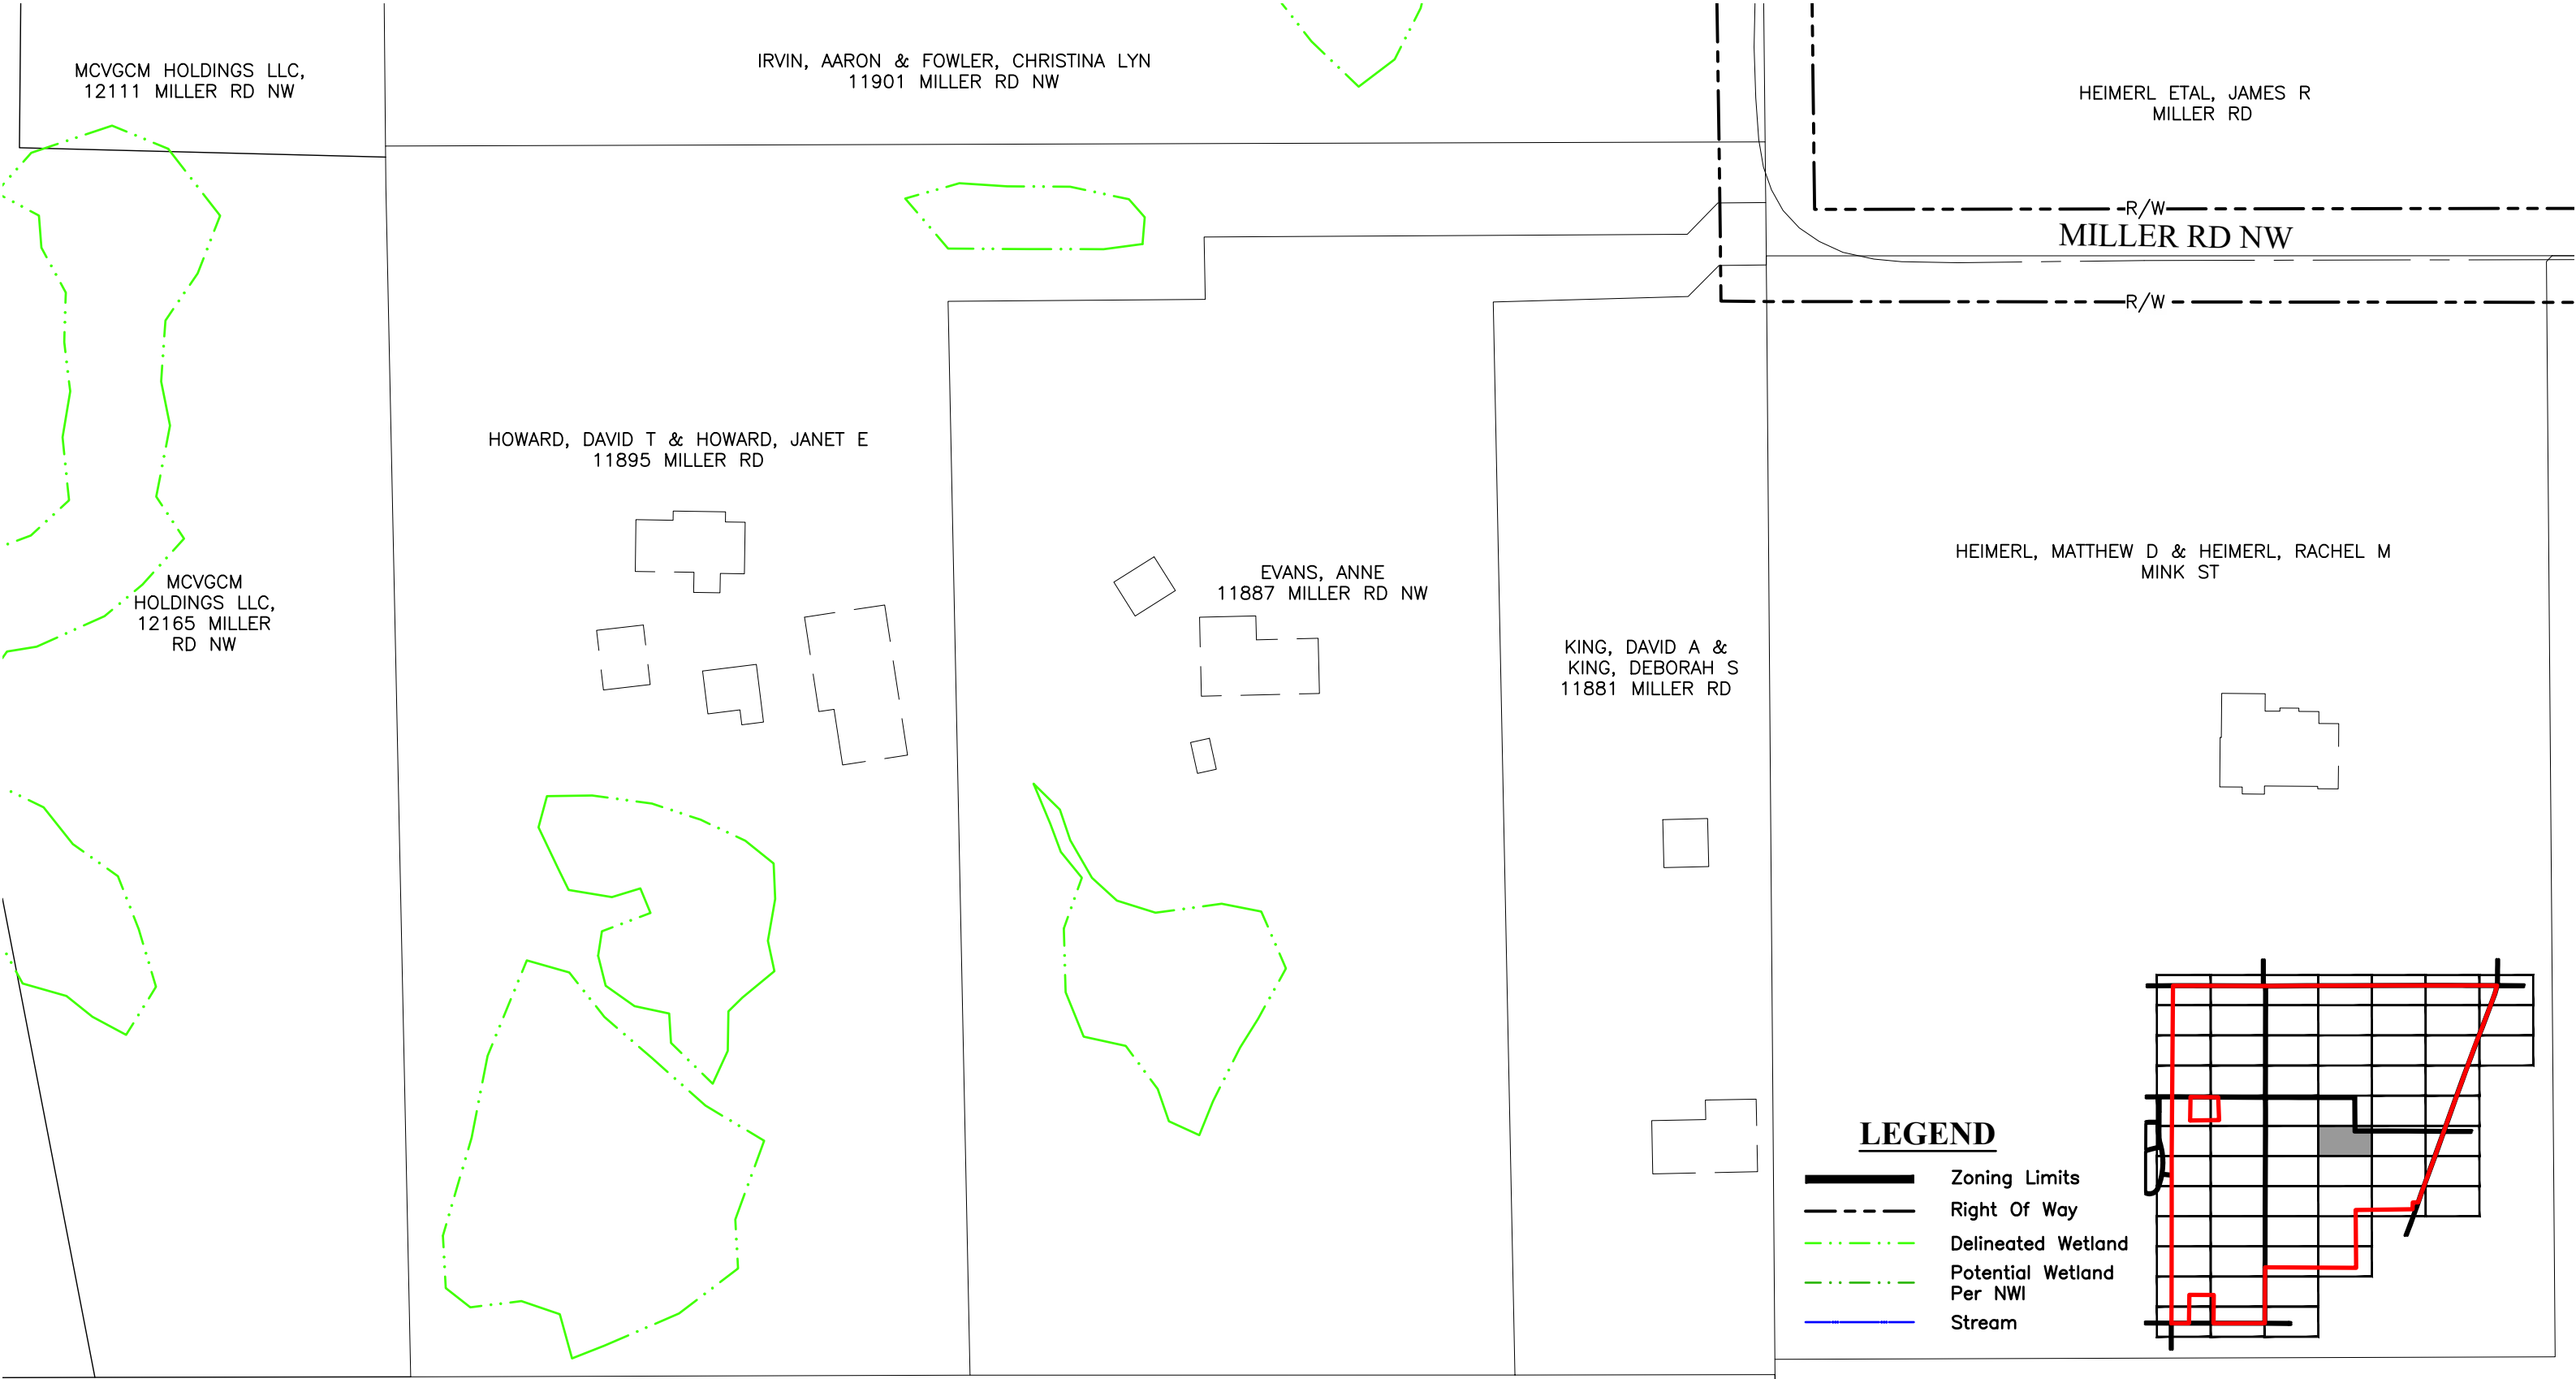 MCVGCM HOLDINGS LLC,
12111 MILLER RD NW
IRVIN, AARON & FOWLER, CHRISTINA LYN
11901 MILLER RD NW
HEIMERL ETAL, JAMES R
MILLER RD
R/W
MILLER RD NW
R/W
HOWARD, DAVID T & HOWARD, JANET E
11895 MILLER RD
MCVGCM
HOLDINGS LLC,
12165 MILLER
RD NW
EVANS, ANNE
11887 MILLER RD NW
HEIMERL, MATTHEW D & HEIMERL, RACHEL M
MINK ST
KING, DAVID A &
KING, DEBORAH S
11881 MILLER RD
LEGEND
Zoning Limits
Right Of Way
Delineated Wetland
Potential Wetland
Per NWI
Stream